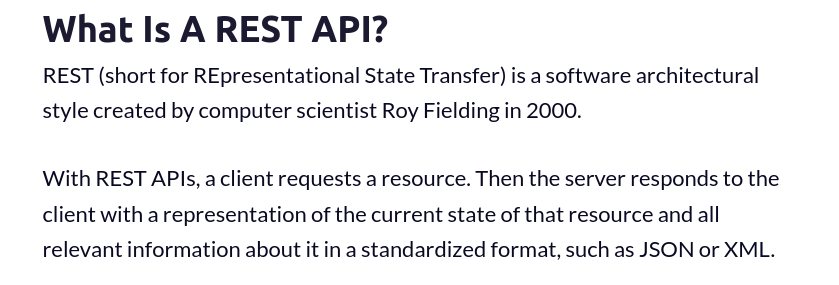 What Is A REST API?
REST (short for REpresentational State Transfer) is a software architectural
style created by computer scientist Roy Fielding in 2000.
With REST APIs, a client requests a resource. Then the server responds to the
client with a representation of the current state of that resource and all
relevant information about it in a standardized format, such as JSON or XML.